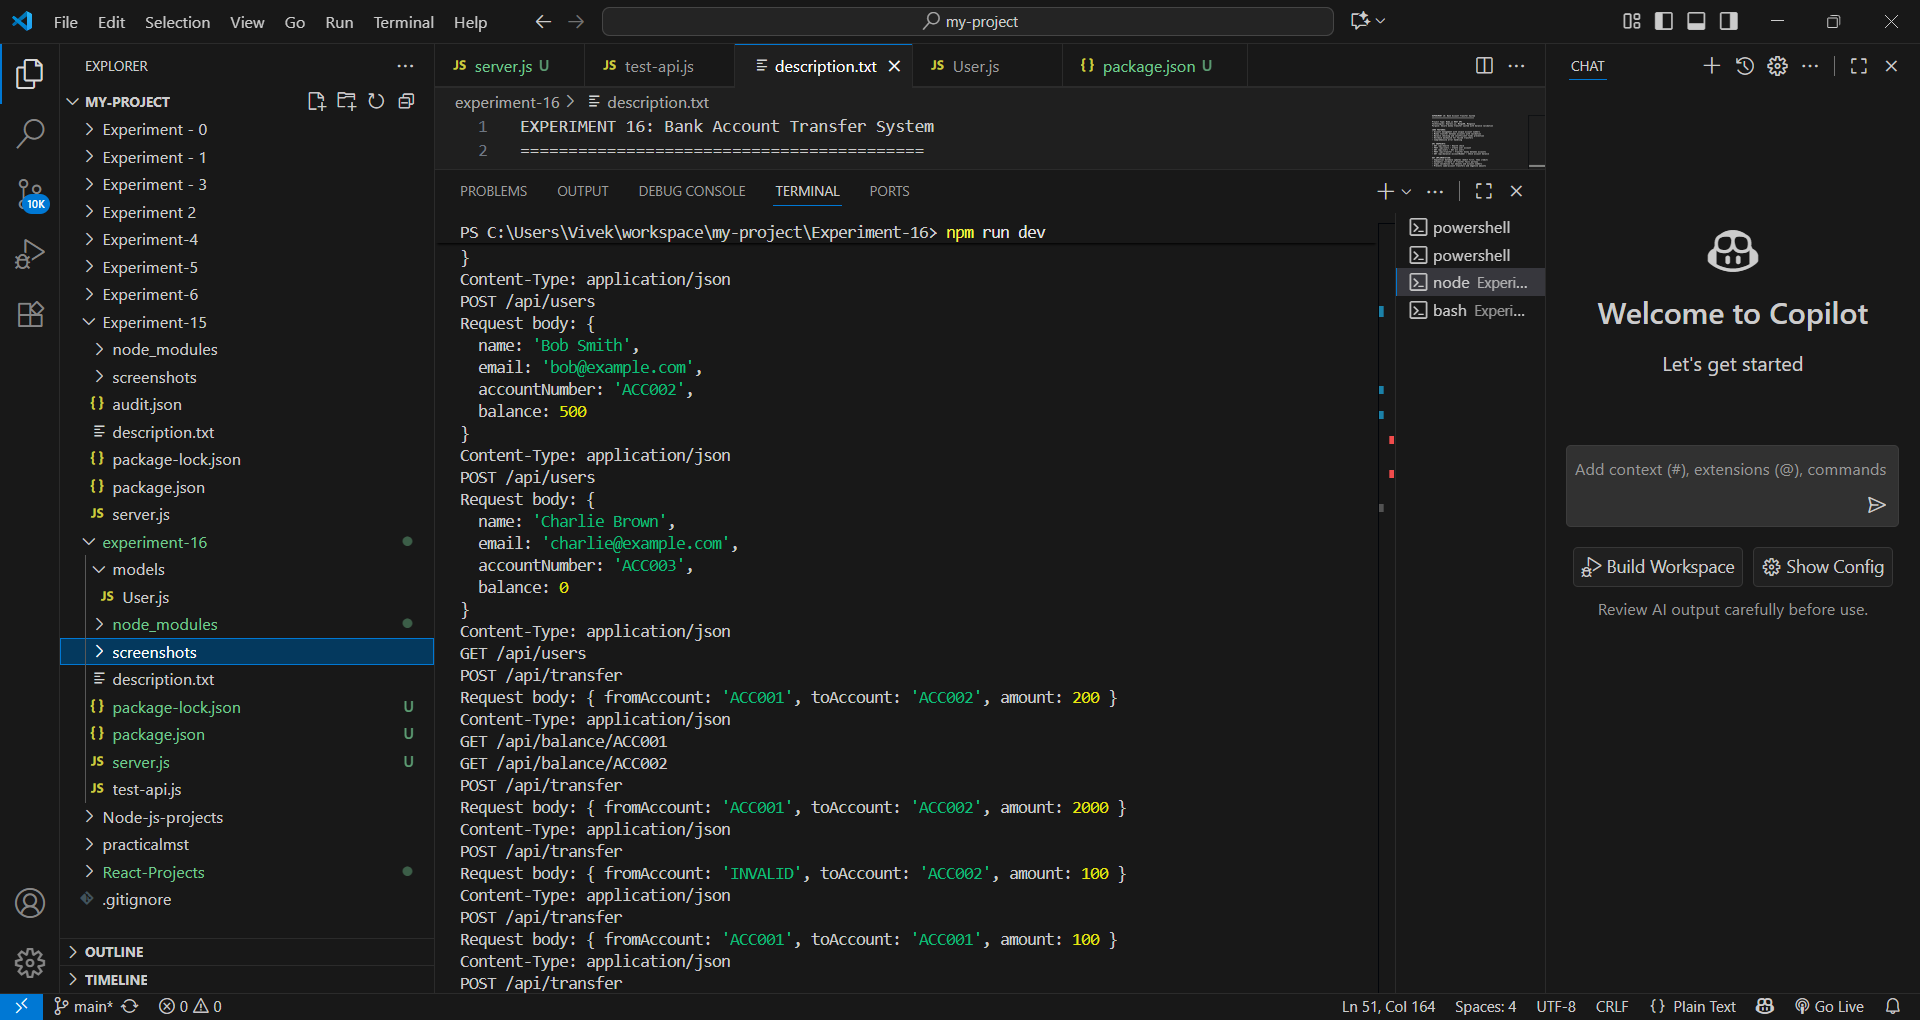 File Edit Selection View Go Run Terminal Help
my-project
EXPLORER
MY-PROJECT
Experiment - 0
Experiment - 1
Experiment - 3
Experiment 2
Experiment-4
Experiment-5
Experiment-6
Experiment-15
node_modules
screenshots
{} audit.json
description.txt
{} package-lock.json
{} package.json
JS server.js
experiment-16
models
JS User.js
node_modules
screenshots
description.txt
{} package-lock.json U
{} package.json U
JS server.js U
JS test-api.js
Node-js-projects
practicalmst
React-Projects
.gitignore
OUTLINE
TIMELINE
10K
JS server.js U
JS test-api.js
description.txt
JS User.js
{} package.json U
experiment-16 > description.txt
1 EXPERIMENT 16: Bank Account Transfer System
2 =============================================
PROBLEMS OUTPUT DEBUG CONSOLE TERMINAL PORTS
PS C:\Users\Vivek\workspace\my-project\Experiment-16> npm run dev
}
Content-Type: application/json
POST /api/users
Request body: {
name: 'Bob Smith',
email: 'bob@example.com',
accountNumber: 'ACC002',
balance: 500
}
Content-Type: application/json
POST /api/users
Request body: {
name: 'Charlie Brown',
email: 'charlie@example.com',
accountNumber: 'ACC003',
balance: 0
}
Content-Type: application/json
GET /api/users
POST /api/transfer
Request body: { fromAccount: 'ACC001', toAccount: 'ACC002', amount: 200 }
Content-Type: application/json
GET /api/balance/ACC001
GET /api/balance/ACC002
POST /api/transfer
Request body: { fromAccount: 'ACC001', toAccount: 'ACC002', amount: 2000 }
Content-Type: application/json
POST /api/transfer
Request body: { fromAccount: 'INVALID', toAccount: 'ACC002', amount: 100 }
Content-Type: application/json
POST /api/transfer
Request body: { fromAccount: 'ACC001', toAccount: 'ACC001', amount: 100 }
Content-Type: application/json
POST /api/transfer
powershell
powershell
node Experi...
bash Experi...
CHAT
Welcome to Copilot
Let's get started
Add context (#), extensions (@), commands
Build Workspace
Show Config
Review AI output carefully before use.
main*
0 0
Ln 51, Col 164
Spaces: 4
UTF-8
CRLF
{} Plain Text
Go Live